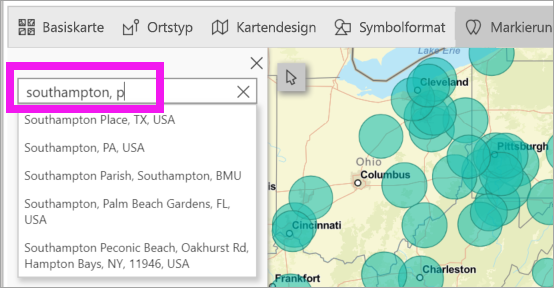 Basiskarte Ortstyp Kartendesign Symbolformat Markierun
southampton, p
Southampton Place, TX, USA
Southampton, PA, USA
Southampton Parish, Southampton, BMU
Southampton, Palm Beach Gardens, FL,
USA
Southampton Peconic Beach, Oakhurst Rd,
Hampton Bays, NY, 11946, USA
Lake Erie
Cleveland
Pittsburgh
Ohio
Columbus
is
Cincinnati
Frankfort
Charleston